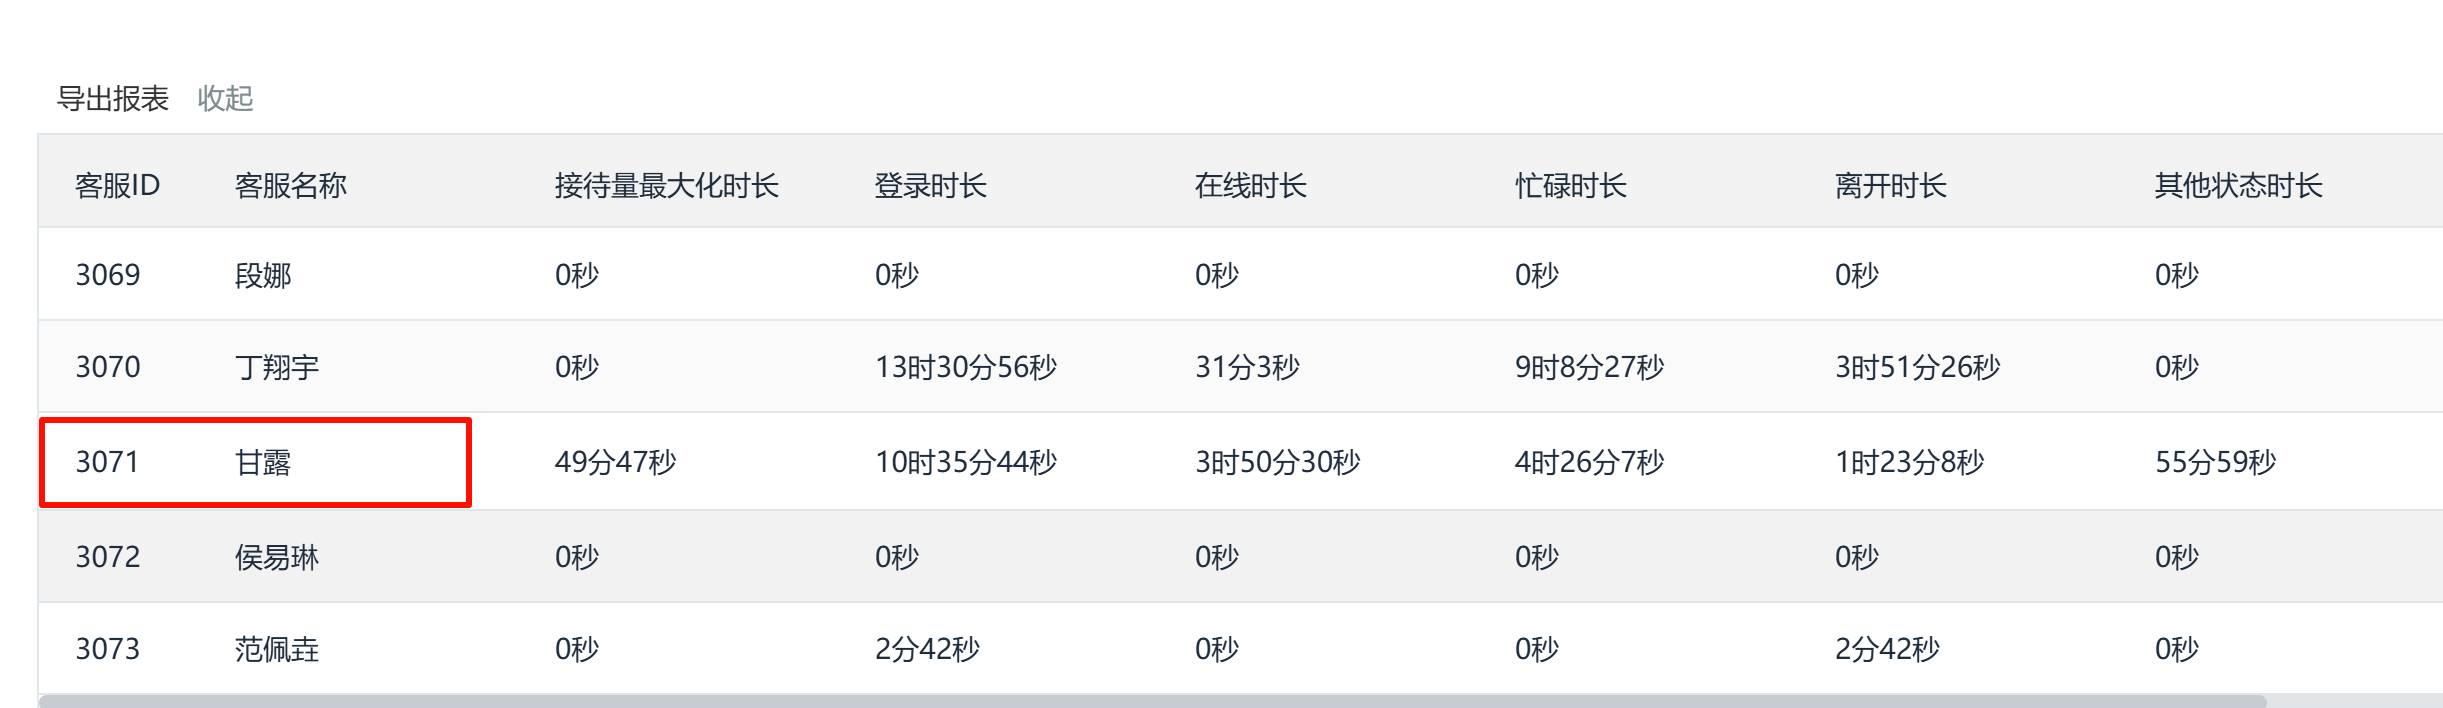 导出报表 收起
客服ID 客服名称 接待量最大化时长 登录时长 在线时长 忙碌时长 离开时长 其他状态时长
3069 段娜 0秒 0秒 0秒 0秒 0秒 0秒
3070 丁翔宇 0秒 13时30分56秒 31分3秒 9时8分27秒 3时51分26秒 0秒
3071 甘露 49分47秒 10时35分44秒 3时50分30秒 4时26分7秒 1时23分8秒 55分59秒
3072 侯易琳 0秒 0秒 0秒 0秒 0秒 0秒
3073 范佩垚 0秒 2分42秒 0秒 0秒 2分42秒 0秒